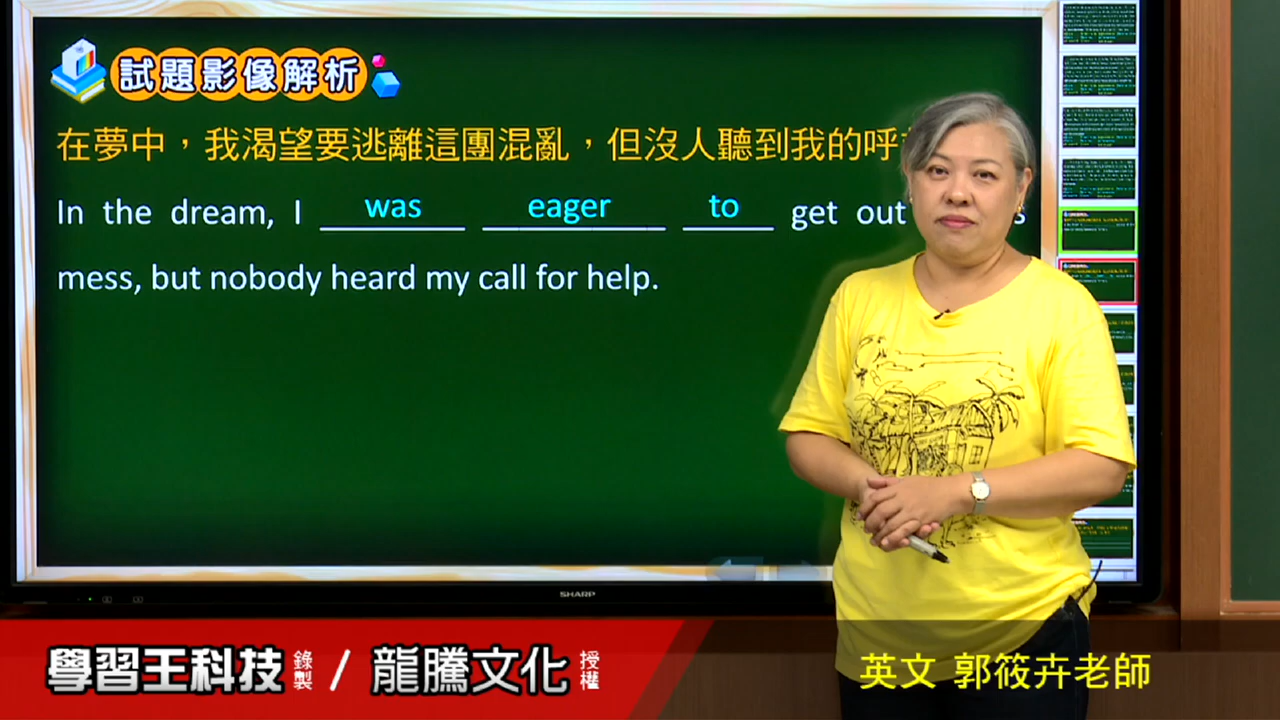 試題影像解析
在夢中，我渴望要逃離這團混亂，但沒人聽到我的呼
In the dream, I was eager to get out s
mess, but nobody heard my call for help.
SHARP
學習王科技 錄製 / 龍騰文化 授權
英文 郭筱卉老師